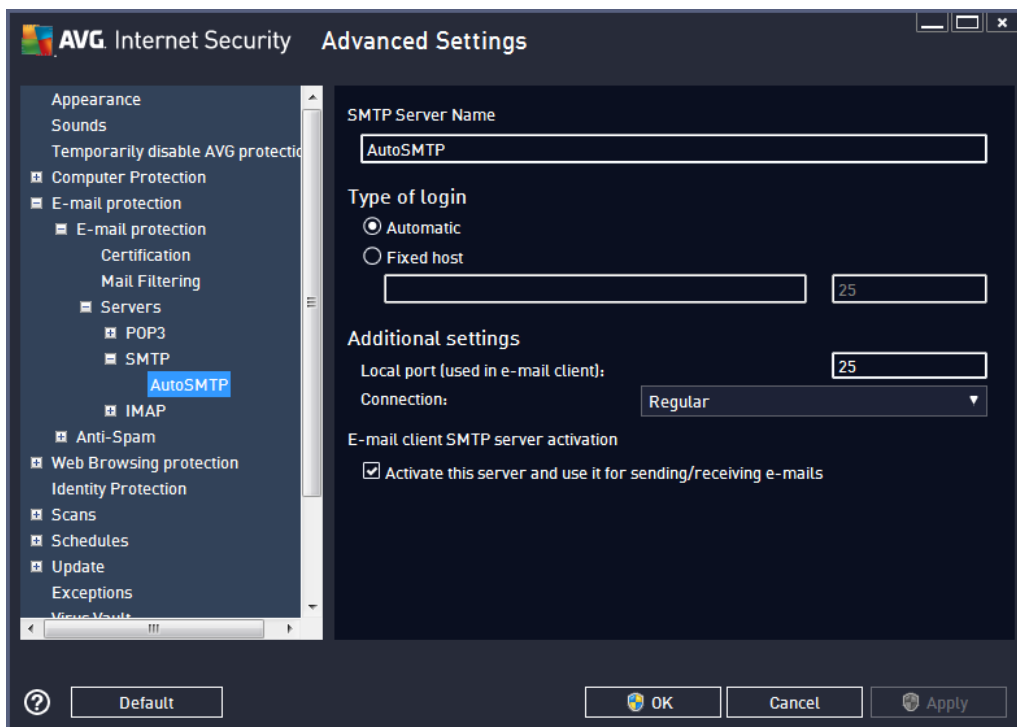 AVG. Internet Security Advanced Settings
Appearance
Sounds
Temporarily disable AVG protectio
Computer Protection
E-mail protection
E-mail protection
Certification
Mail Filtering
Servers
POP3
SMTP
AutoSMTP
IMAP
Anti-Spam
Web Browsing protection
Identity Protection
Scans
Schedules
Update
Exceptions
Virus Vault
SMTP Server Name
AutoSMTP
Type of login
Automatic
Fixed host
25
Additional settings
Local port (used in e-mail client): 25
Connection: Regular
E-mail client SMTP server activation
Activate this server and use it for sending/receiving e-mails
? Default OK Cancel Apply